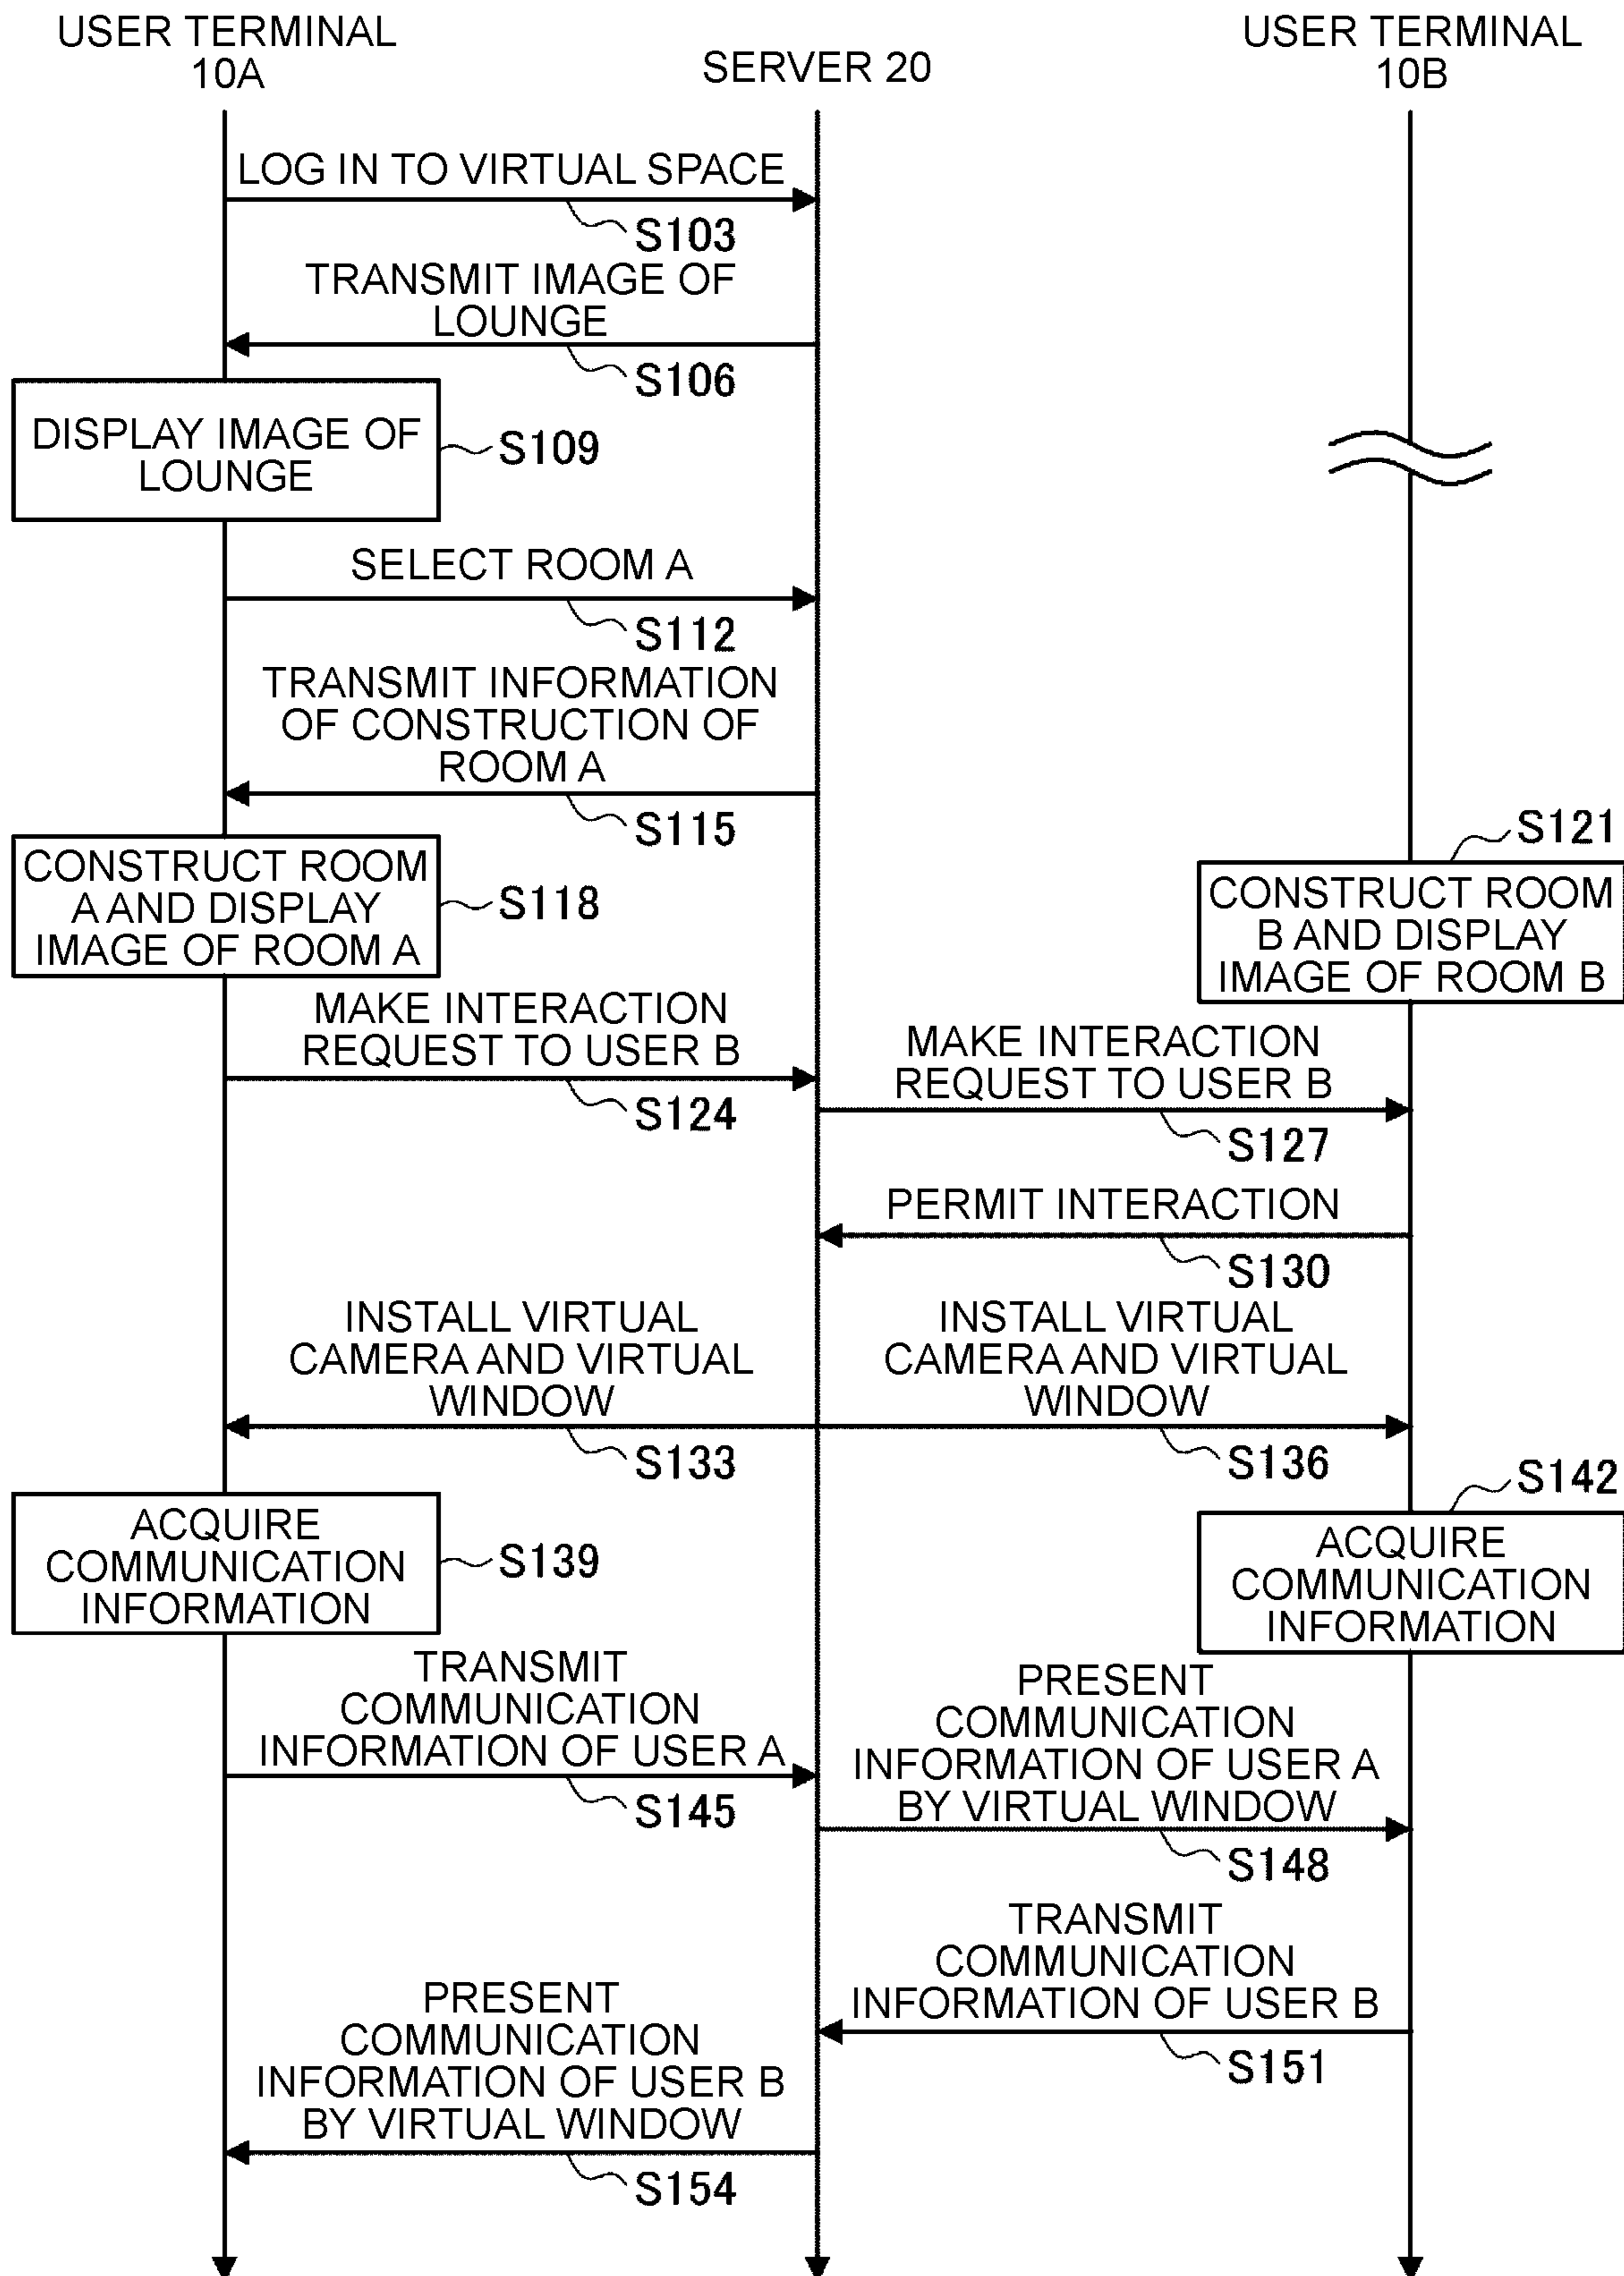 USER TERMINAL
10A
SERVER 20
USER TERMINAL
10B
LOG IN TO VIRTUAL SPACE
S103
TRANSMIT IMAGE OF
LOUNGE
S106
DISPLAY IMAGE OF
LOUNGE
S109
SELECT ROOM A
S112
TRANSMIT INFORMATION
OF CONSTRUCTION OF
ROOM A
S115
CONSTRUCT ROOM
A AND DISPLAY
IMAGE OF ROOM A
S118
S121
CONSTRUCT ROOM
B AND DISPLAY
IMAGE OF ROOM B
MAKE INTERACTION
REQUEST TO USER B
S124
MAKE INTERACTION
REQUEST TO USER B
S127
PERMIT INTERACTION
S130
INSTALL VIRTUAL
CAMERA AND VIRTUAL
WINDOW
S133
INSTALL VIRTUAL
CAMERA AND VIRTUAL
WINDOW
S136
ACQUIRE
COMMUNICATION
INFORMATION
S139
S142
ACQUIRE
COMMUNICATION
INFORMATION
TRANSMIT
COMMUNICATION
INFORMATION OF USER A
S145
PRESENT
COMMUNICATION
INFORMATION OF USER A
BY VIRTUAL WINDOW
S148
TRANSMIT
COMMUNICATION
INFORMATION OF USER B
S151
PRESENT
COMMUNICATION
INFORMATION OF USER B
BY VIRTUAL WINDOW
S154